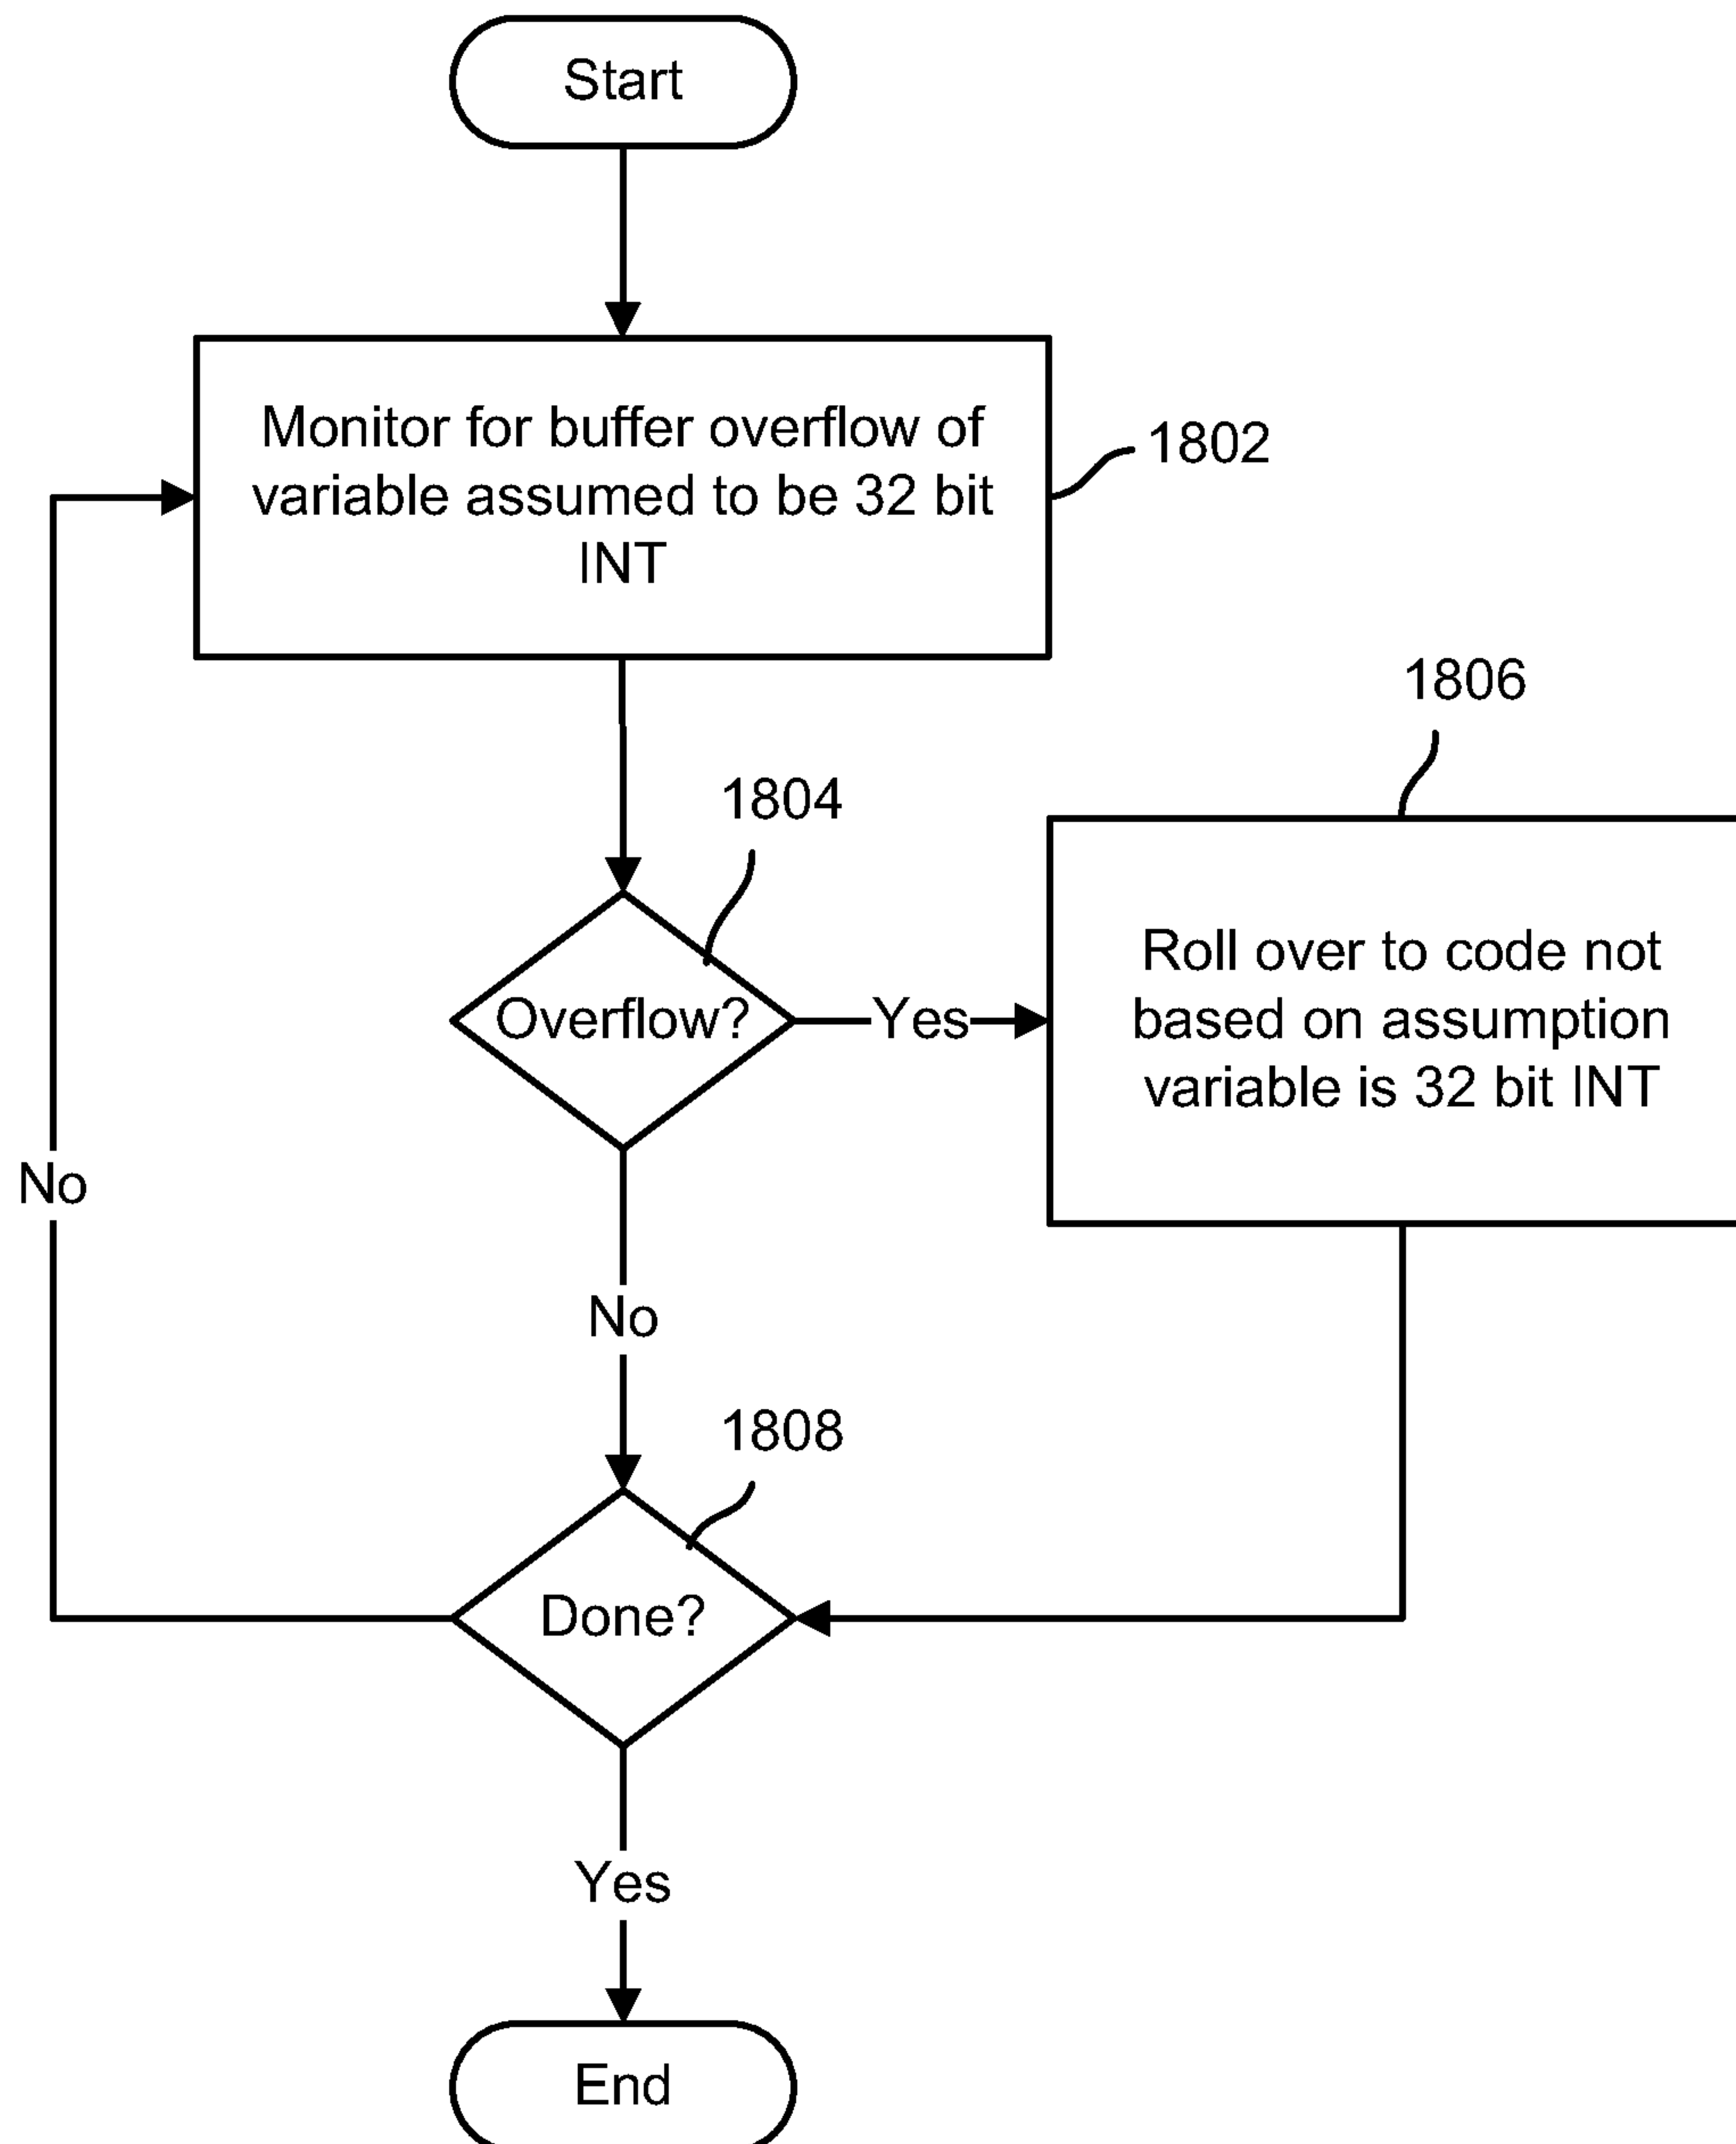 Start
Monitor for buffer overflow of
variable assumed to be 32 bit
INT
1802
1806
1804
Roll over to code not
based on assumption
variable is 32 bit INT
Overflow?
Yes
No
No
1808
Done?
Yes
End